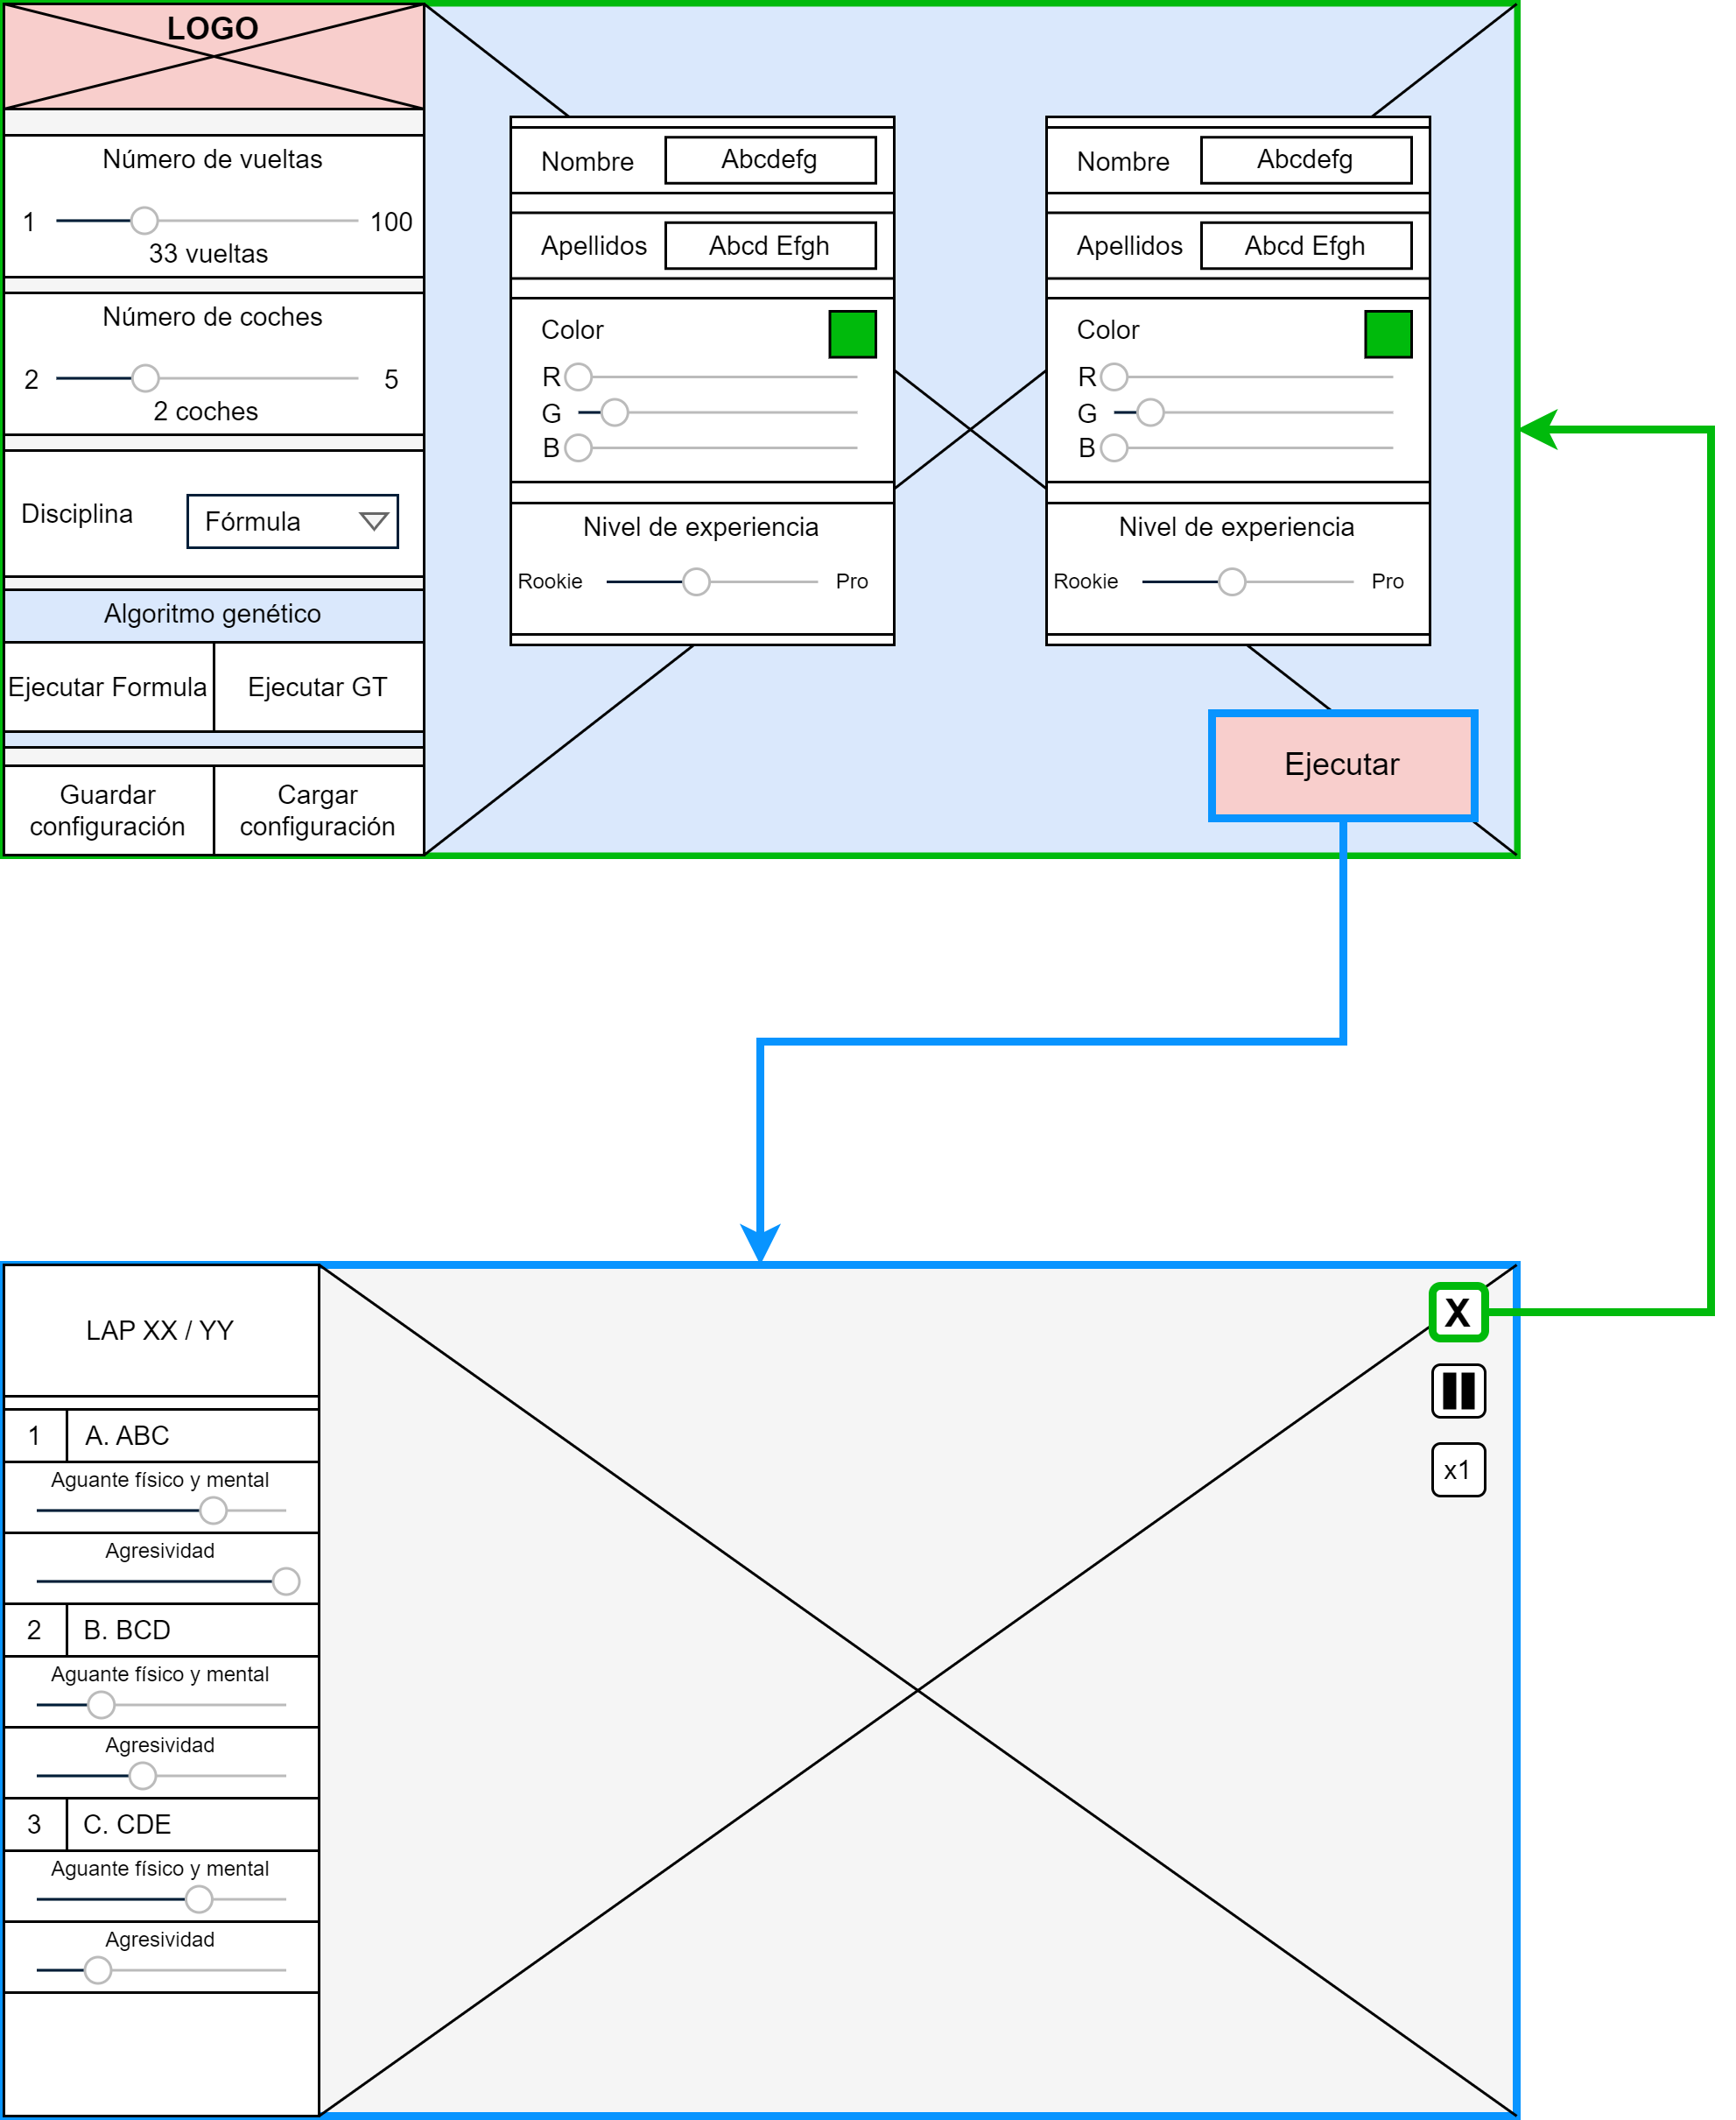 LOGO
Número de vueltas
1
100
33 vueltas
Número de coches
2
5
2 coches
Disciplina
Fórmula
Algoritmo genético
Ejecutar Formula
Ejecutar GT
Guardar
configuración
Cargar
configuración
Nombre
Abcdefg
Apellidos
Abcd Efgh
Color
R
G
B
Nivel de experiencia
Rookie
Pro
Nombre
Abcdefg
Apellidos
Abcd Efgh
Color
R
G
B
Nivel de experiencia
Rookie
Pro
Ejecutar
LAP XX / YY
1
A. ABC
Aguante físico y mental
Agresividad
2
B. BCD
Aguante físico y mental
Agresividad
3
C. CDE
Aguante físico y mental
Agresividad
X
x1